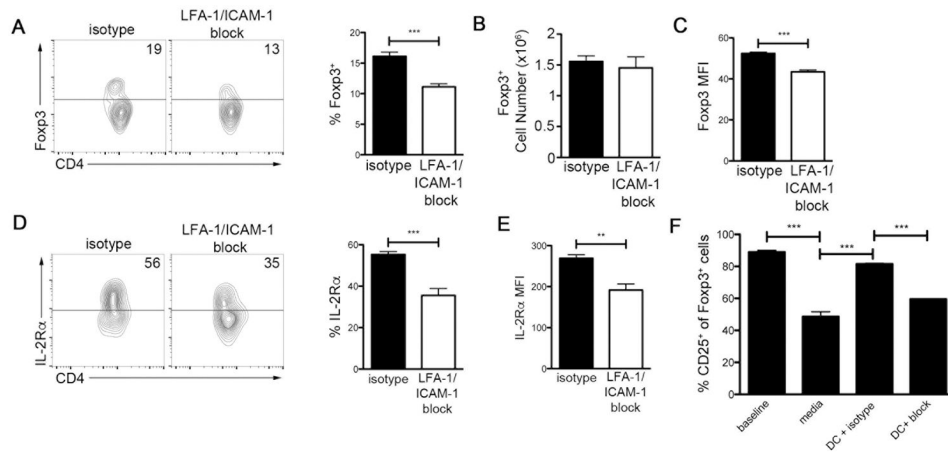 A
isotype
LFA-1/ICAM-1
block
19
13
Foxp3
CD4
% Foxp3⁺
20
15
10
5
0
***
isotype
LFA-1/
ICAM-1
block
B
Foxp3⁺
Cell Number (x10⁶)
2
1.5
1
0.5
0
isotype
LFA-1/
ICAM-1
block
C
Foxp3 MFI
60
40
20
0
***
isotype
LFA-1/
ICAM-1
block
D
isotype
LFA-1/ICAM-1
block
56
35
IL-2Rα
CD4
% IL-2Rα
60
40
20
0
***
isotype
LFA-1/
ICAM-1
block
E
IL-2Rα MFI
300
200
100
0
**
isotype
LFA-1/
ICAM-1
block
F
% CD25⁺ of Foxp3⁺ cells
100
80
60
40
20
0
***
***
***
baseline
media
DC + isotype
DC+ block